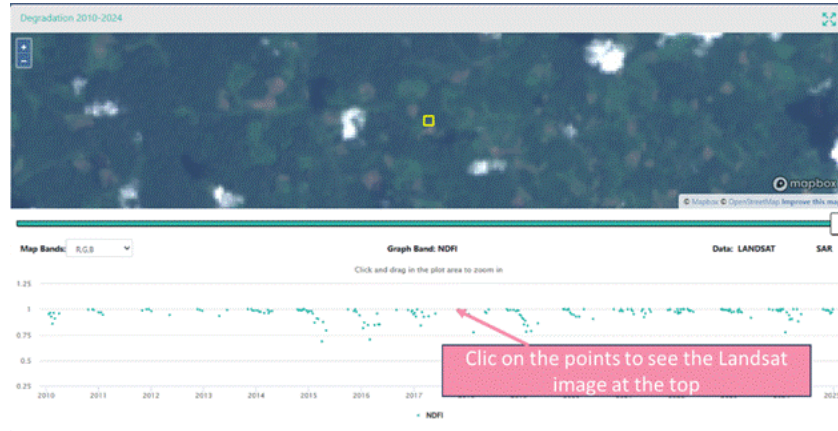 Degradation 2010-2024
+
−
mapbox
© Mapbox © OpenStreetMap Improve this map
Map Bands: R,G,B
Graph Band: NDFI
Data: LANDSAT SAR
Click and drag in the plot area to zoom in
1.25
1
0.75
0.5
0.25
Clic on the points to see the Landsat
image at the top
2010 2011 2012 2013 2014 2015 2016 2017 2018 2019 2020 2021 2022 2023 2024 2025
NDFI